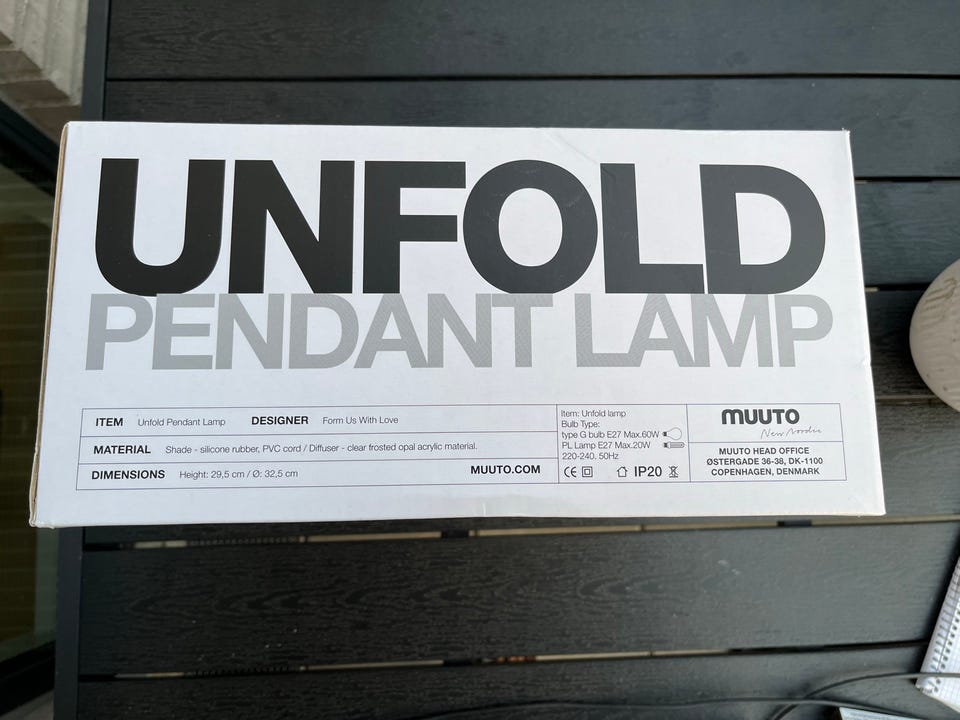 UNFOLD
PENDANT LAMP
ITEM Unfold Pendant Lamp DESIGNER Form Us With Love
MATERIAL Shade - silicone rubber, PVC cord / Diffuser - clear frosted opal acrylic material.
DIMENSIONS Height: 29,5 cm / Ø: 32,5 cm
MUUTO.COM
Item: Unfold lamp
Bulb Type:
type G bulb E27 Max.60W
PL Lamp E27 Max.20W
220-240. 50Hz
CE IP20
muuto
New Nordic
MUUTO HEAD OFFICE
ØSTERGADE 36-38, DK-1100
COPENHAGEN, DENMARK